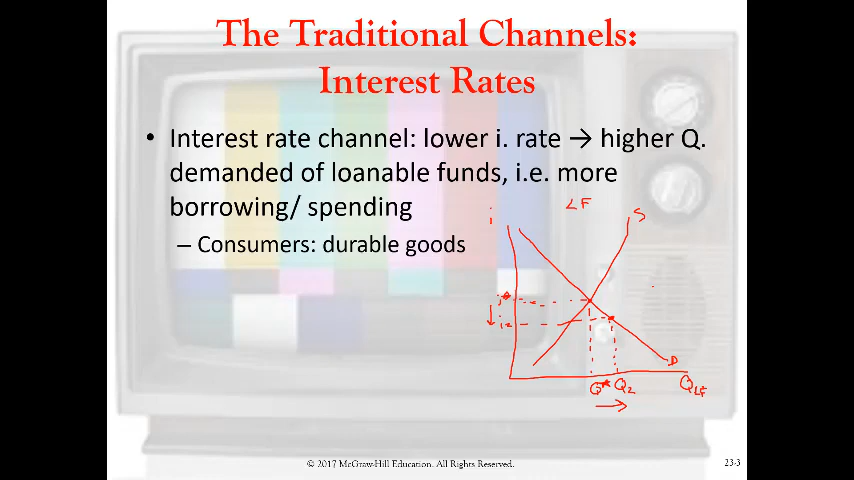 The Traditional Channels:
Interest Rates
• Interest rate channel: lower i. rate → higher Q.
demanded of loanable funds, i.e. more
borrowing/ spending
– Consumers: durable goods
i
LF
S
i*
↓ i2
D
Q* Q2 QLF
→
© 2017 McGraw-Hill Education. All Rights Reserved.
23-3